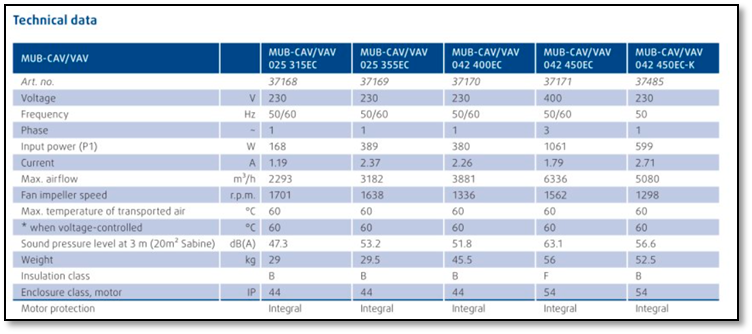 Technical data
MUB-CAV/VAV MUB-CAV/VAV 025 315EC MUB-CAV/VAV 025 355EC MUB-CAV/VAV 042 400EC MUB-CAV/VAV 042 450EC MUB-CAV/VAV 042 450EC-K
Art. no. 37168 37169 37170 37171 37485
Voltage V 230 230 230 400 230
Frequency Hz 50/60 50/60 50/60 50/60 50
Phase ~ 1 1 1 3 1
Input power (P1) W 168 389 380 1061 599
Current A 1.19 2.37 2.26 1.79 2.71
Max. airflow m³/h 2293 3182 3881 6336 5080
Fan impeller speed r.p.m. 1701 1638 1336 1562 1298
Max. temperature of transported air °C 60 60 60 60 60
* when voltage-controlled °C 60 60 60 60 60
Sound pressure level at 3 m (20m² Sabine) dB(A) 47.3 53.2 51.8 63.1 56.6
Weight kg 29 29.5 45.5 56 52.5
Insulation class B B B F B
Enclosure class, motor IP 44 44 44 54 54
Motor protection Integral Integral Integral Integral Integral